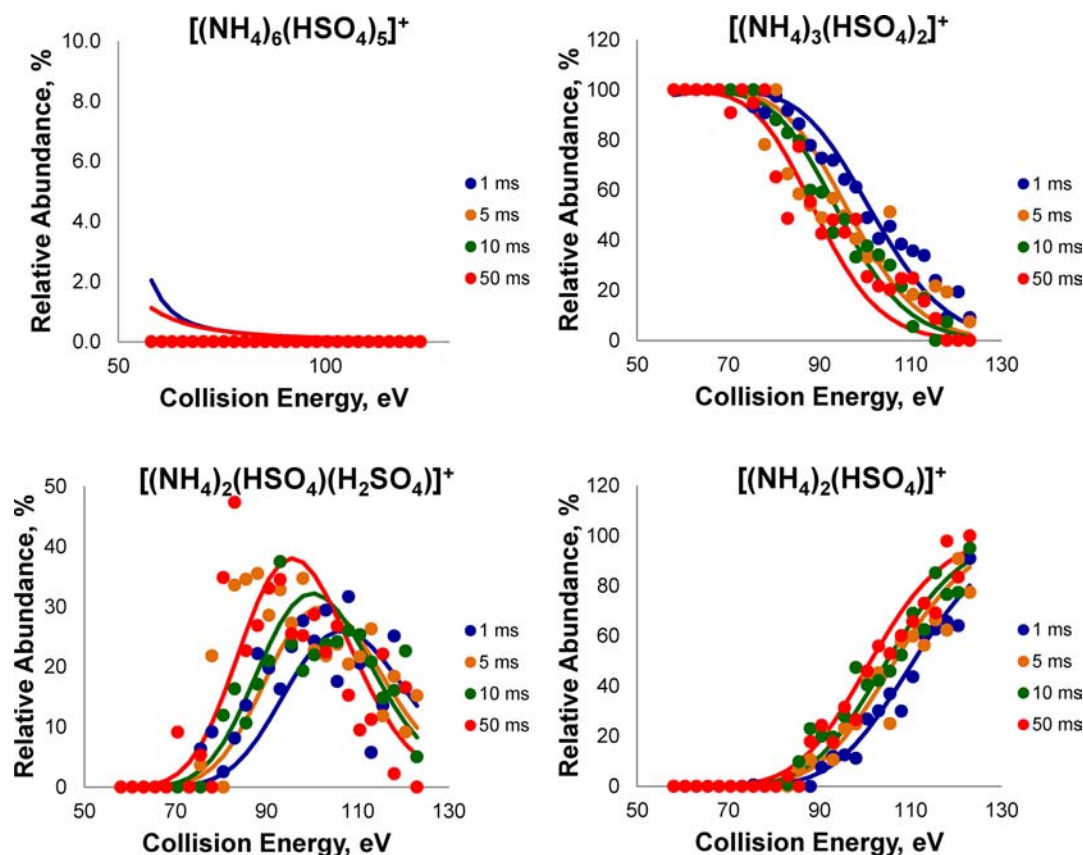 [(NH₄)₆(HSO₄)₅]⁺
10.0
8.0
6.0
4.0
2.0
0.0
Relative Abundance, %
50
100
Collision Energy, eV
1 ms
5 ms
10 ms
50 ms
[(NH₄)₃(HSO₄)₂]⁺
120
100
80
60
40
20
0
Relative Abundance, %
50
70
90
110
130
Collision Energy, eV
1 ms
5 ms
10 ms
50 ms
[(NH₄)₂(HSO₄)(H₂SO₄)]⁺
50
40
30
20
10
0
Relative Abundance, %
50
70
90
110
130
Collision Energy, eV
1 ms
5 ms
10 ms
50 ms
[(NH₄)₂(HSO₄)]⁺
120
100
80
60
40
20
0
Relative Abundance, %
50
70
90
110
130
Collision Energy, eV
1 ms
5 ms
10 ms
50 ms